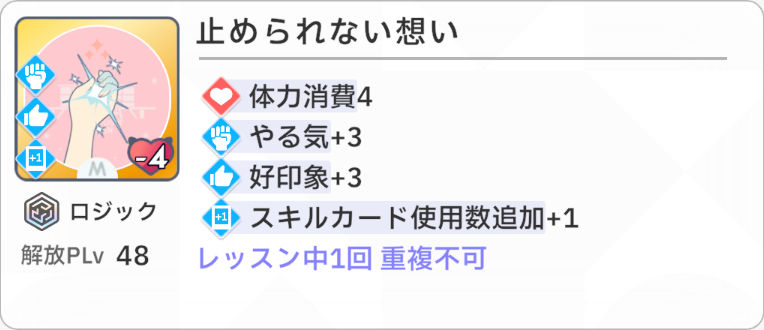 止められない想い
+1
-4
M
体力消費4
やる気+3
好印象+3
+1
スキルカード使用数追加+1
レッスン中1回 重複不可
ロジック
解放PLv 48